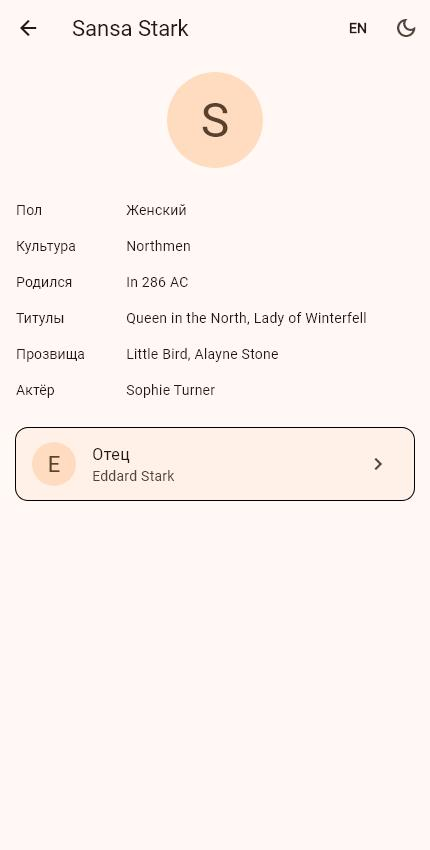 Sansa Stark EN
S
Пол Женский
Культура Northmen
Родился In 286 AC
Титулы Queen in the North, Lady of Winterfell
Прозвища Little Bird, Alayne Stone
Актёр Sophie Turner
E
Отец
Eddard Stark